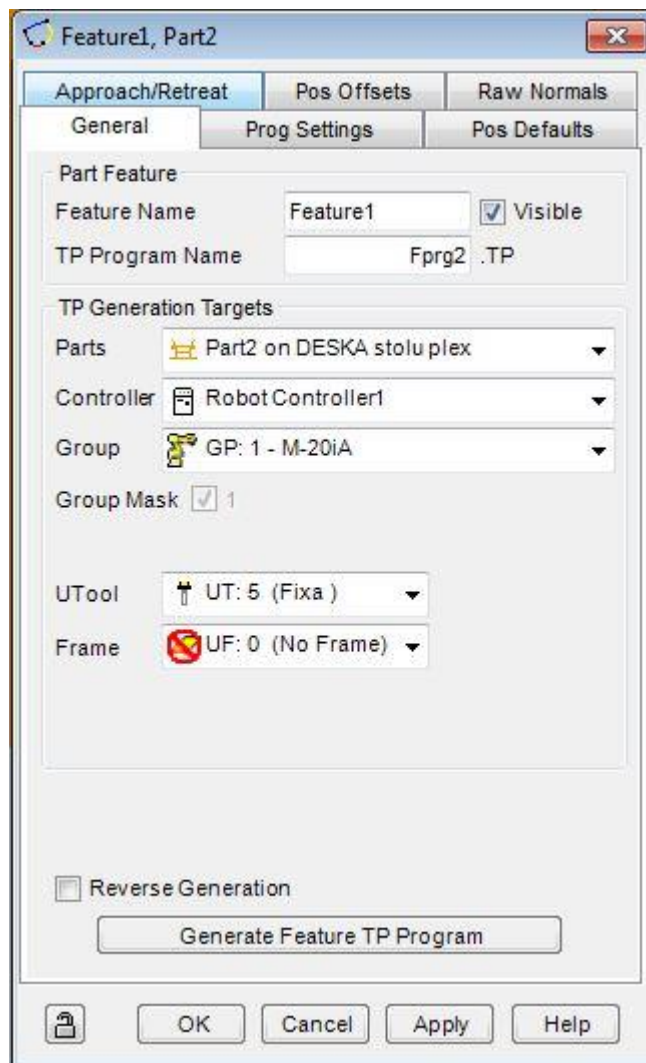 Feature1, Part2
Approach/Retreat Pos Offsets Raw Normals
General Prog Settings Pos Defaults
Part Feature
Feature Name Feature1 Visible
TP Program Name Fprg2 .TP
TP Generation Targets
Parts Part2 on DESKA stolu plex
Controller Robot Controller1
Group GP: 1 - M-20iA
Group Mask 1
UTool UT: 5 (Fixa )
Frame UF: 0 (No Frame)
Reverse Generation
Generate Feature TP Program
OK Cancel Apply Help